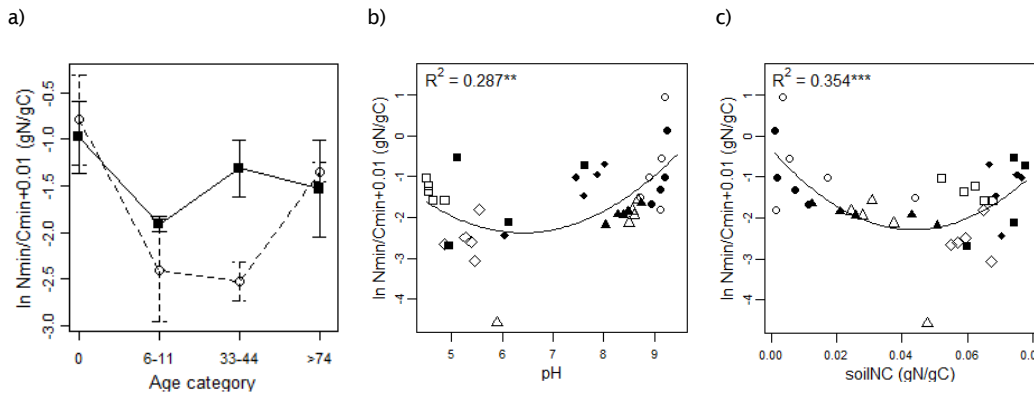 a)
b)
c)
ln Nmin/Cmin+0.01 (gN/gC)
-0.5
-1.0
-1.5
-2.0
-2.5
-3.0
0
6-11
33-44
>74
Age category
R² = 0.287**
ln Nmin/Cmin+0.01 (gN/gC)
1
0
-1
-2
-3
-4
5
6
7
8
9
pH
R² = 0.354***
ln Nmin/Cmin+0.01 (gN/gC)
1
0
-1
-2
-3
-4
0.00
0.02
0.04
0.06
soilNC (gN/gC)